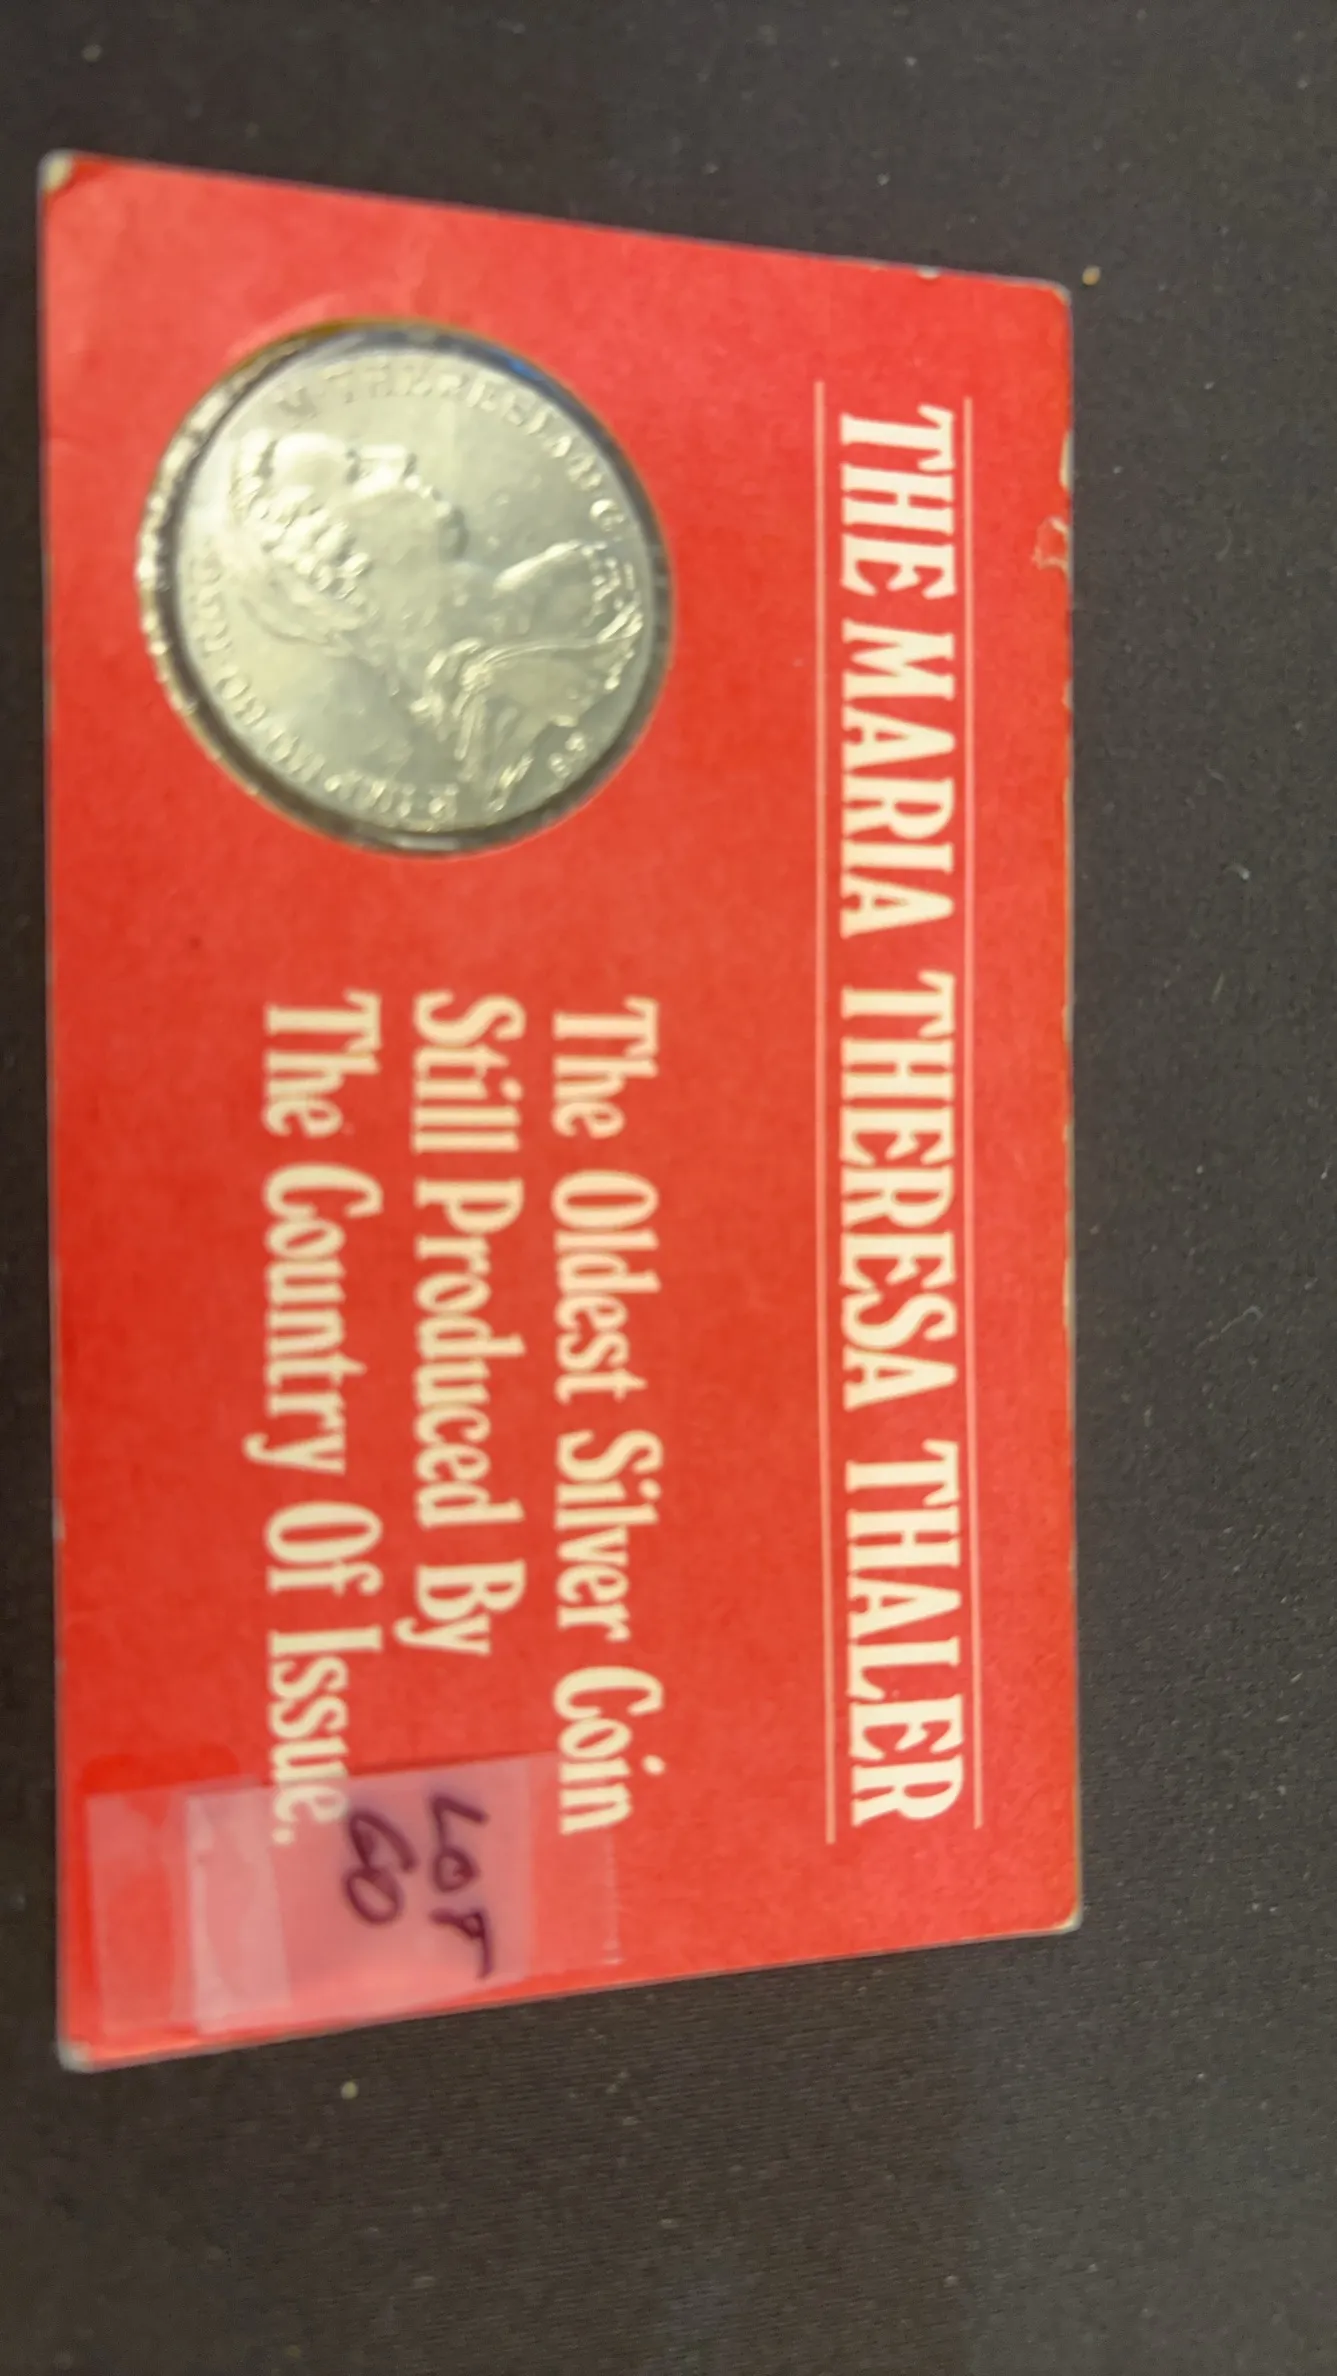 THE MARIA THERESA THALER
The Oldest Silver Coin
Still Produced By
The Country Of Issue.
LOT
60